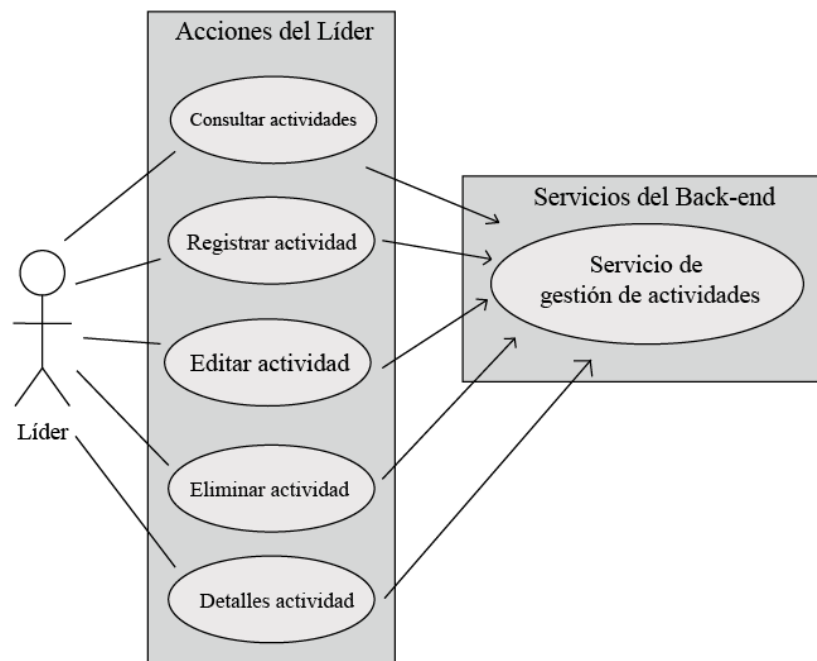 Acciones del Líder
Consultar actividades
Registrar actividad
Editar actividad
Eliminar actividad
Detalles actividad
Líder
Servicios del Back-end
Servicio de
gestión de actividades